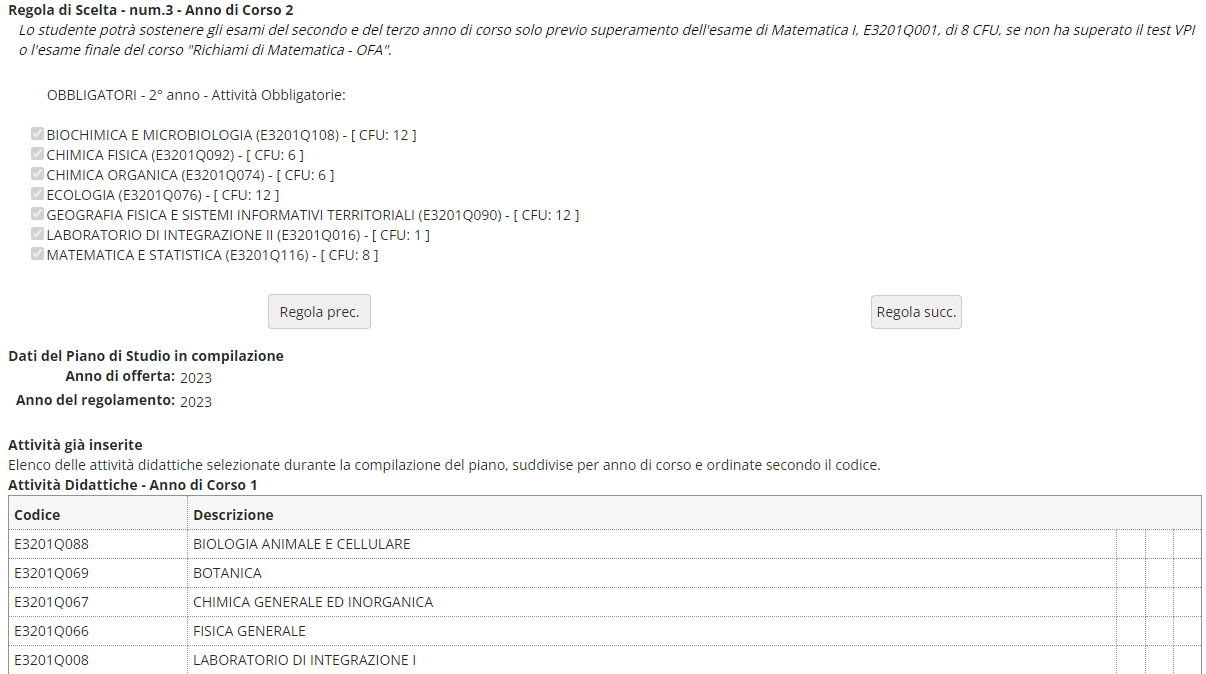 Regola di Scelta - num.3 - Anno di Corso 2
Lo studente potrà sostenere gli esami del secondo e del terzo anno di corso solo previo superamento dell'esame di Matematica I, E3201Q001, di 8 CFU, se non ha superato il test VPI
o l'esame finale del corso "Richiami di Matematica - OFA".
OBBLIGATORI - 2° anno - Attività Obbligatorie:
BIOCHIMICA E MICROBIOLOGIA (E3201Q108) - [ CFU: 12 ]
CHIMICA FISICA (E3201Q092) - [ CFU: 6 ]
CHIMICA ORGANICA (E3201Q074) - [ CFU: 6 ]
ECOLOGIA (E3201Q076) - [ CFU: 12 ]
GEOGRAFIA FISICA E SISTEMI INFORMATIVI TERRITORIALI (E3201Q090) - [ CFU: 12 ]
LABORATORIO DI INTEGRAZIONE II (E3201Q016) - [ CFU: 1 ]
MATEMATICA E STATISTICA (E3201Q116) - [ CFU: 8 ]
Regola prec. Regola succ.
Dati del Piano di Studio in compilazione
Anno di offerta: 2023
Anno del regolamento: 2023
Attività già inserite
Elenco delle attività didattiche selezionate durante la compilazione del piano, suddivise per anno di corso e ordinate secondo il codice.
Attività Didattiche - Anno di Corso 1
Codice Descrizione
E3201Q088 BIOLOGIA ANIMALE E CELLULARE
E3201Q069 BOTANICA
E3201Q067 CHIMICA GENERALE ED INORGANICA
E3201Q066 FISICA GENERALE
E3201Q008 LABORATORIO DI INTEGRAZIONE I